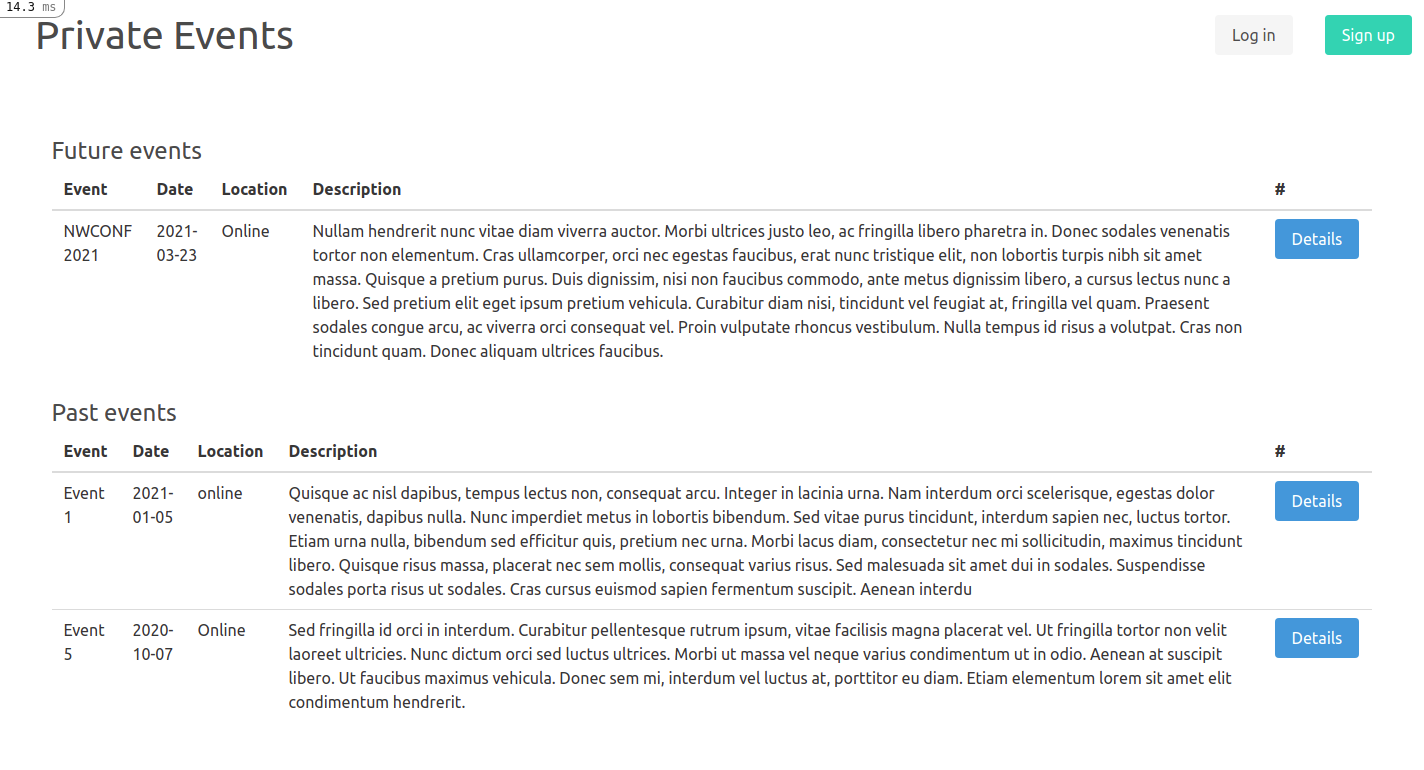 14.3 ms
Private Events
Log in
Sign up
Future events
Event Date Location Description #
NWCONF 2021- Online Nullam hendrerit nunc vitae diam viverra auctor. Morbi ultrices justo leo, ac fringilla libero pharetra in. Donec sodales venenatis Details
2021 03-23 tortor non elementum. Cras ullamcorper, orci nec egestas faucibus, erat nunc tristique elit, non lobortis turpis nibh sit amet
massa. Quisque a pretium purus. Duis dignissim, nisi non faucibus commodo, ante metus dignissim libero, a cursus lectus nunc a
libero. Sed pretium elit eget ipsum pretium vehicula. Curabitur diam nisi, tincidunt vel feugiat at, fringilla vel quam. Praesent
sodales congue arcu, ac viverra orci consequat vel. Proin vulputate rhoncus vestibulum. Nulla tempus id risus a volutpat. Cras non
tincidunt quam. Donec aliquam ultrices faucibus.
Past events
Event Date Location Description #
Event 2021- online Quisque ac nisl dapibus, tempus lectus non, consequat arcu. Integer in lacinia urna. Nam interdum orci scelerisque, egestas dolor Details
1 01-05 venenatis, dapibus nulla. Nunc imperdiet metus in lobortis bibendum. Sed vitae purus tincidunt, interdum sapien nec, luctus tortor.
Etiam urna nulla, bibendum sed efficitur quis, pretium nec urna. Morbi lacus diam, consectetur nec mi sollicitudin, maximus tincidunt
libero. Quisque risus massa, placerat nec sem mollis, consequat varius risus. Sed malesuada sit amet dui in sodales. Suspendisse
sodales porta risus ut sodales. Cras cursus euismod sapien fermentum suscipit. Aenean interdu
Event 2020- Online Sed fringilla id orci in interdum. Curabitur pellentesque rutrum ipsum, vitae facilisis magna placerat vel. Ut fringilla tortor non velit Details
5 10-07 laoreet ultricies. Nunc dictum orci sed luctus ultrices. Morbi ut massa vel neque varius condimentum ut in odio. Aenean at suscipit
libero. Ut faucibus maximus vehicula. Donec sem mi, interdum vel luctus at, porttitor eu diam. Etiam elementum lorem sit amet elit
condimentum hendrerit.